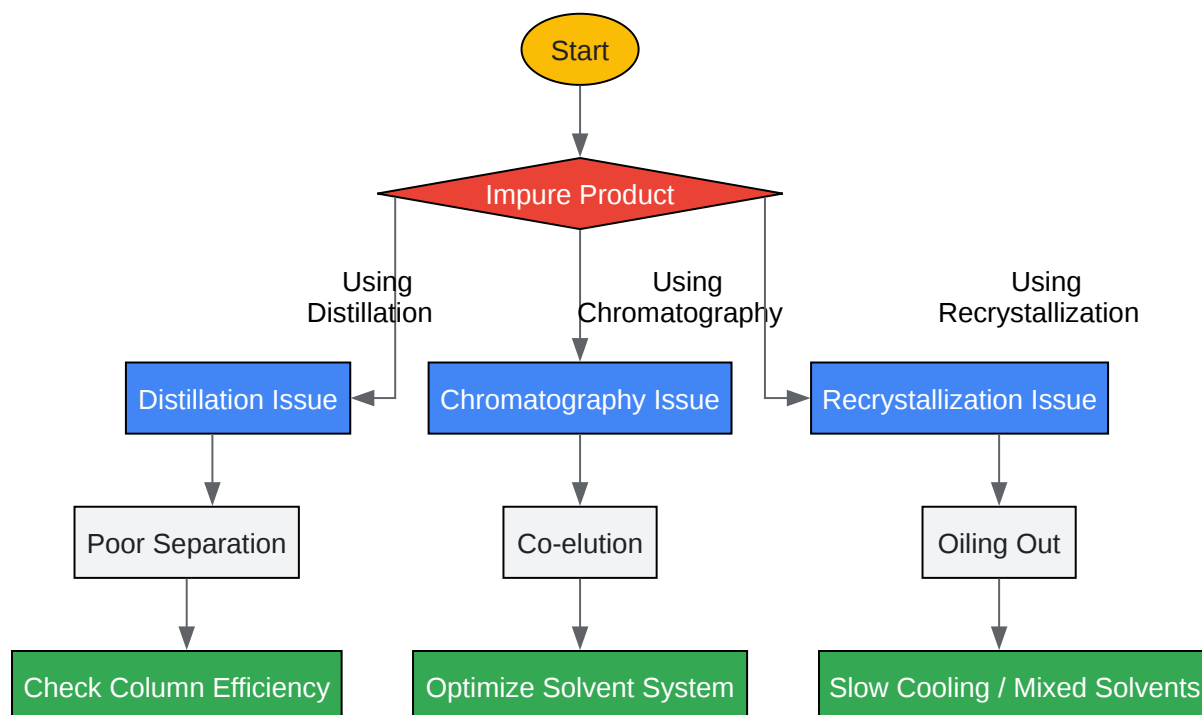 Start
Impure Product
Using
Distillation
Using
Chromatography
Using
Recrystallization
Distillation Issue
Chromatography Issue
Recrystallization Issue
Poor Separation
Co-elution
Oiling Out
Check Column Efficiency
Optimize Solvent System
Slow Cooling / Mixed Solvents